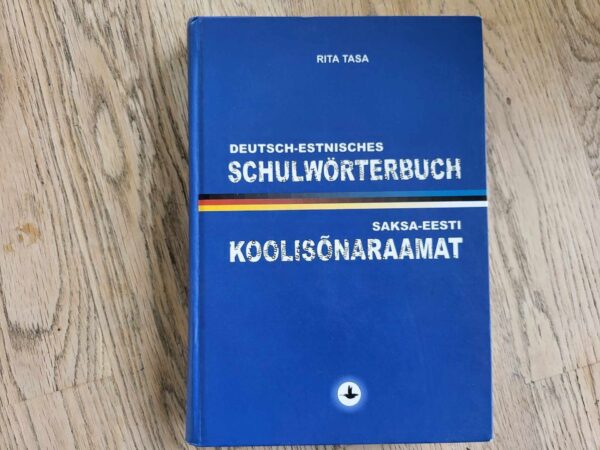 RITA TASA
DEUTSCH-ESTNISCHES
SCHULWÖRTERBUCH
SAKSA-EESTI
KOOLISÕNARAAMAT